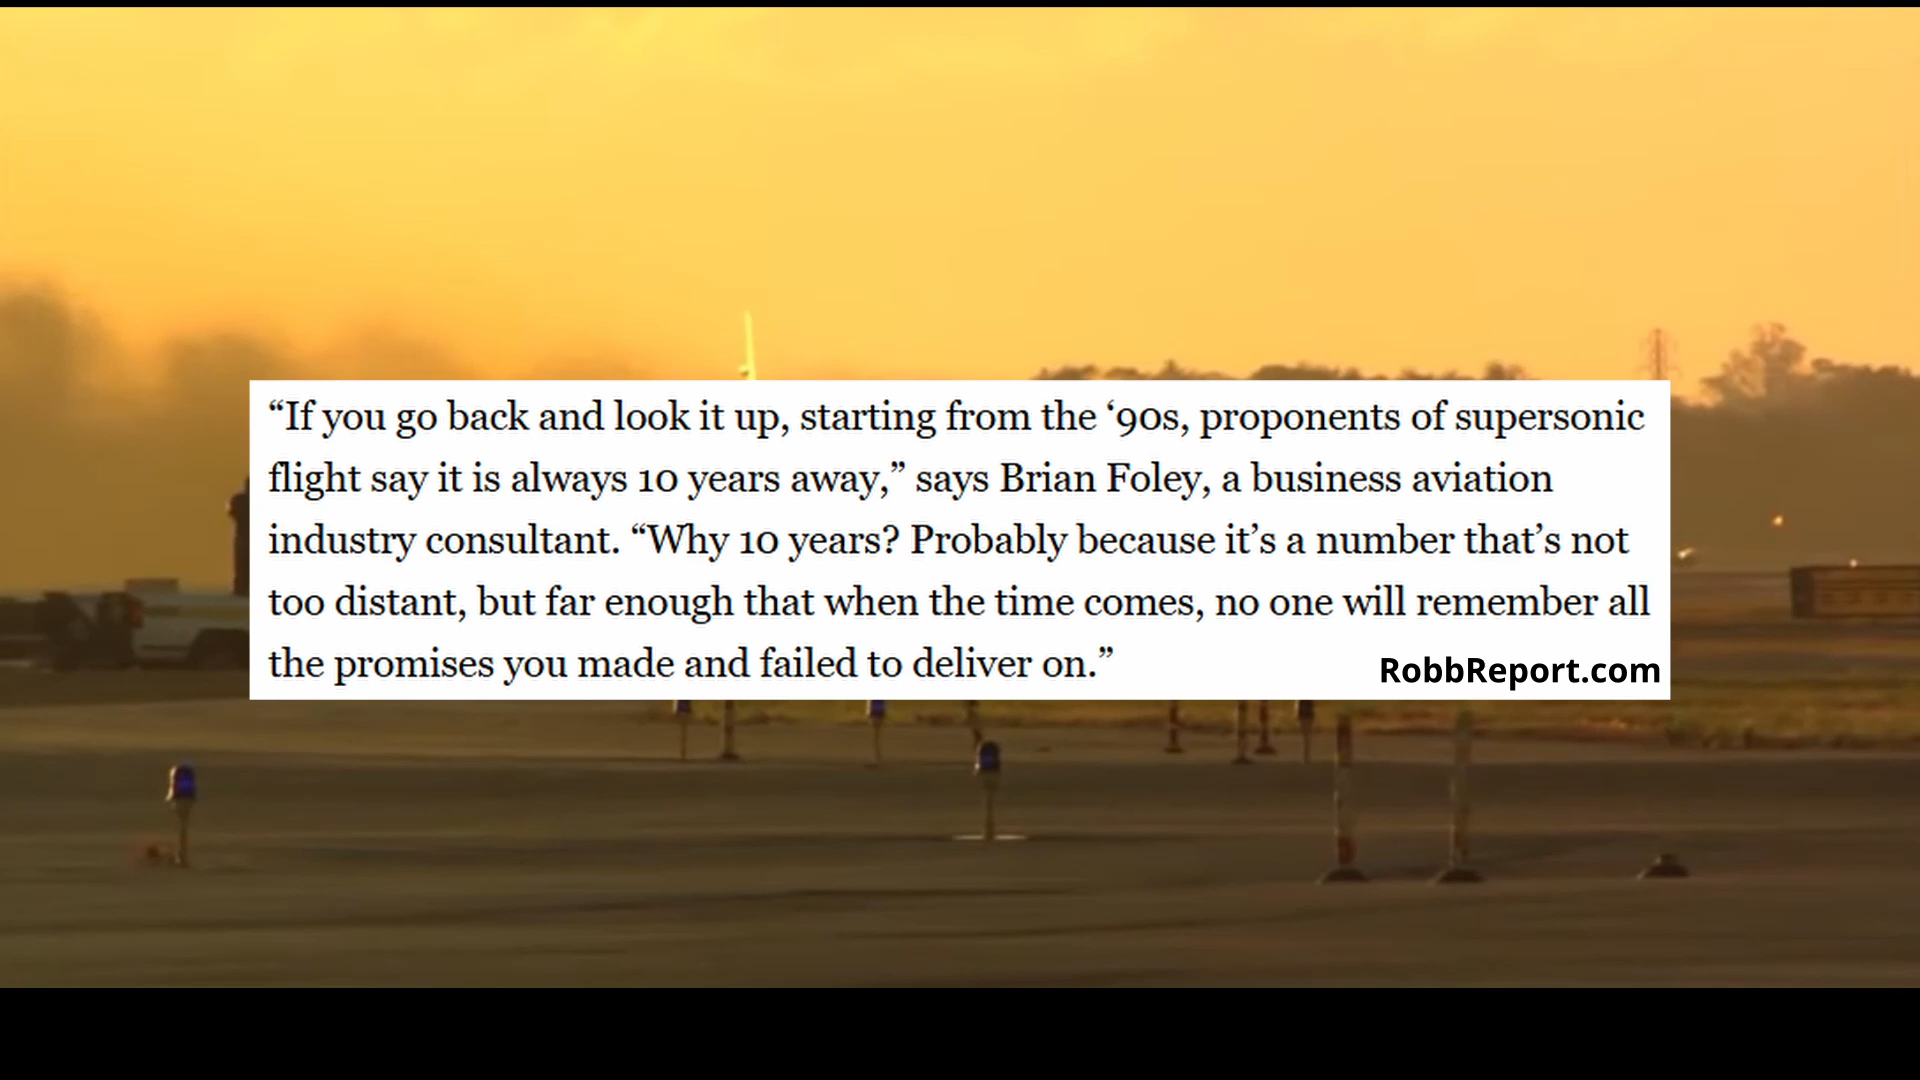 “If you go back and look it up, starting from the ‘90s, proponents of supersonic
flight say it is always 10 years away,” says Brian Foley, a business aviation
industry consultant. “Why 10 years? Probably because it’s a number that’s not
too distant, but far enough that when the time comes, no one will remember all
the promises you made and failed to deliver on.”
RobbReport.com